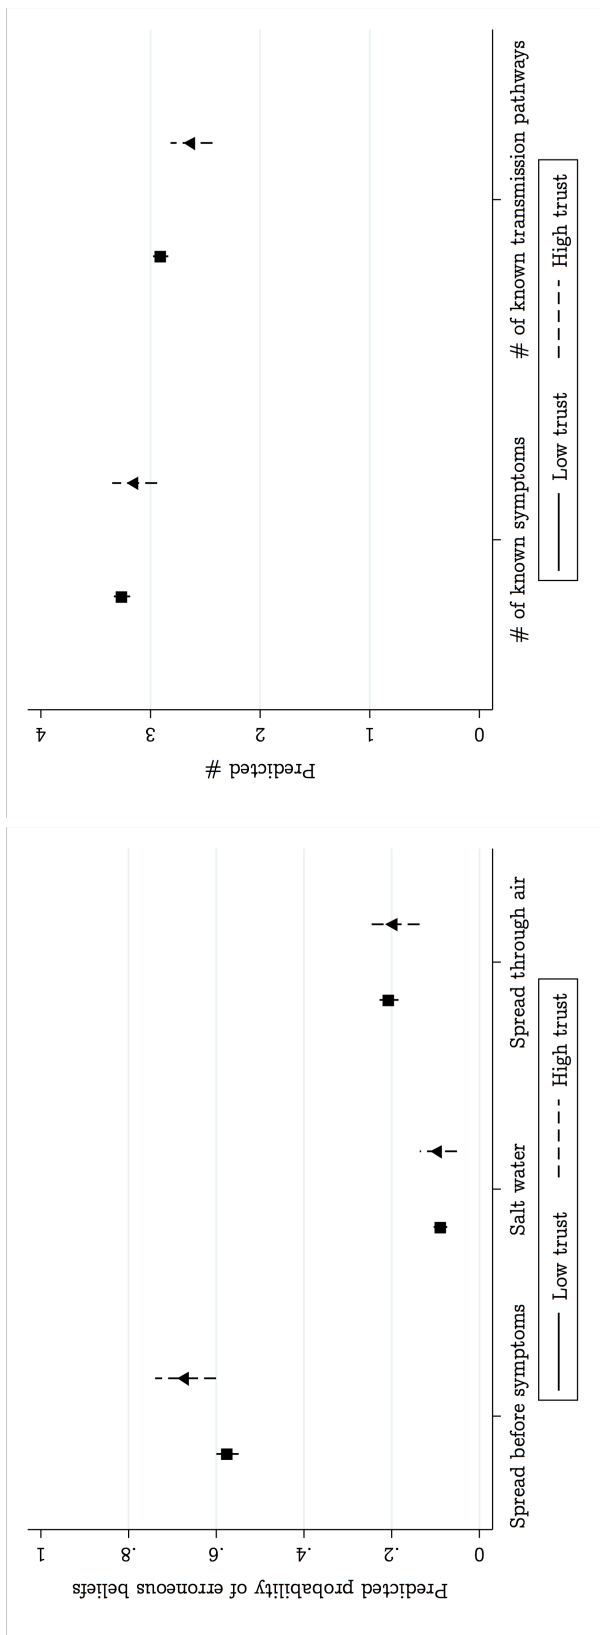 Predicted #
4
3
2
1
0
# of known symptoms
# of known transmission pathways
Low trust
High trust
Predicted probability of erroneous beliefs
1
.8
.6
.4
.2
0
Spread before symptoms
Salt water
Spread through air
Low trust
High trust